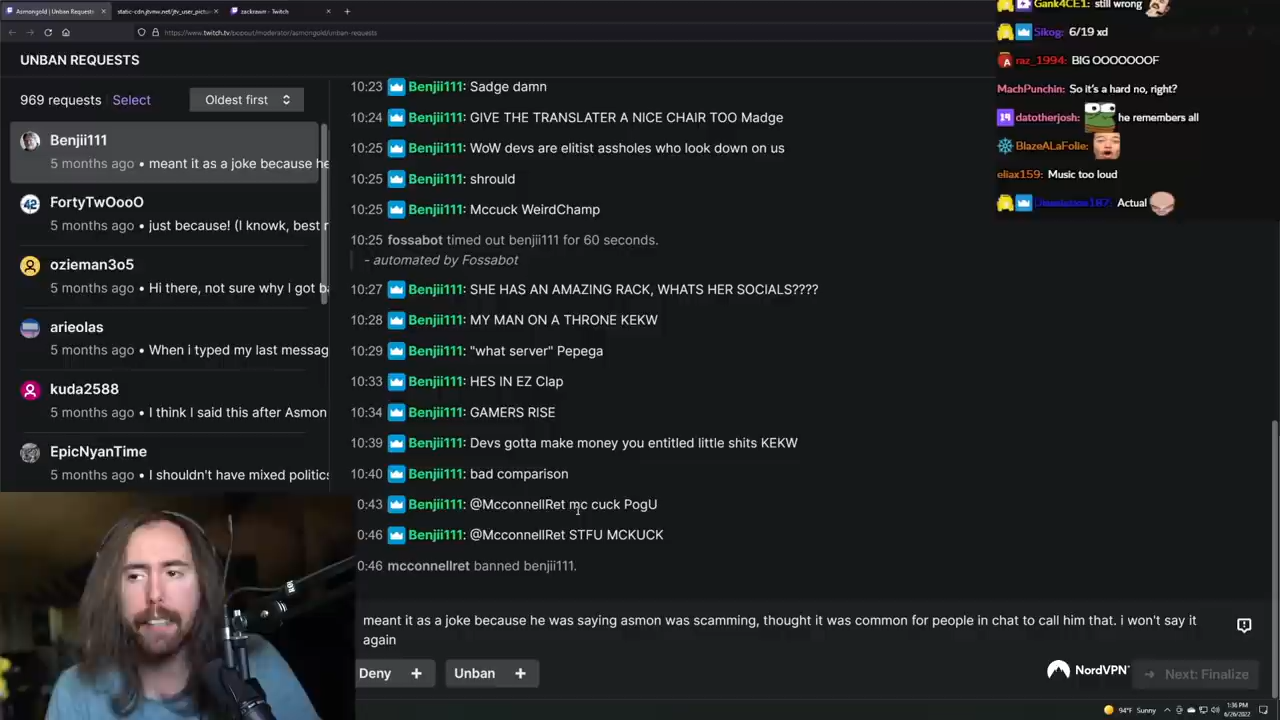 Asmongold | Unban Requests
static-cdn.jtvnw.net/jtv_user_pictu
zackrawrr - Twitch
https://www.twitch.tv/popout/moderator/asmongold/unban-requests
UNBAN REQUESTS
969 requests Select Oldest first
Benjii111
5 months ago • meant it as a joke because he
FortyTwOooO
5 months ago • just because! (I knowk, best r
ozieman3o5
5 months ago • Hi there, not sure why I got ba
arieolas
5 months ago • When i typed my last messag
kuda2588
5 months ago • I think I said this after Asmon
EpicNyanTime
5 months ago • I shouldn't have mixed politics
10:23 Benjii111: Sadge damn
10:24 Benjii111: GIVE THE TRANSLATER A NICE CHAIR TOO Madge
10:25 Benjii111: WoW devs are elitist assholes who look down on us
10:25 Benjii111: shrould
10:25 Benjii111: Mccuck WeirdChamp
10:25 fossabot timed out benjii111 for 60 seconds.
- automated by Fossabot
10:27 Benjii111: SHE HAS AN AMAZING RACK, WHATS HER SOCIALS????
10:28 Benjii111: MY MAN ON A THRONE KEKW
10:29 Benjii111: "what server" Pepega
10:33 Benjii111: HES IN EZ Clap
10:34 Benjii111: GAMERS RISE
10:39 Benjii111: Devs gotta make money you entitled little shits KEKW
10:40 Benjii111: bad comparison
0:43 Benjii111: @McconnellRet mc cuck PogU
0:46 Benjii111: @McconnellRet STFU MCKUCK
0:46 mcconnellret banned benjii111.
meant it as a joke because he was saying asmon was scamming, thought it was common for people in chat to call him that. i won't say it
again
Deny + Unban +
NordVPN
Next: Finalize
Gank4CE1: still wrong
Sikog: 6/19 xd
raz_1994: BIG OOOOOOOF
MachPunchin: So it's a hard no, right?
19 datotherjosh: he remembers all
BlazeALaFolie:
eliax159: Music too loud
Actual
94°F Sunny
1:36 PM
6/26/2022